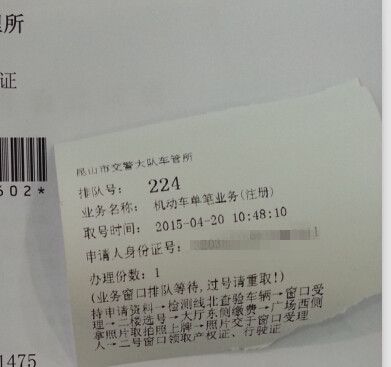 所
证
502*
昆山市交警大队车管所
排队号： 224
业务名称： 机动车单笔业务(注册)
取号时间： 2015-04-20 10:48:10
申请人身份证号：
办理份数：1
(业务窗口排队等待，过号请重取！)
持申请资料→检测线北查验车辆→窗口受
理→二楼选号→大厅东侧缴费→广场西侧
拿照片取拍照上牌→照片交于窗口受理
人→二号窗口领取产权证、行驶证
1475